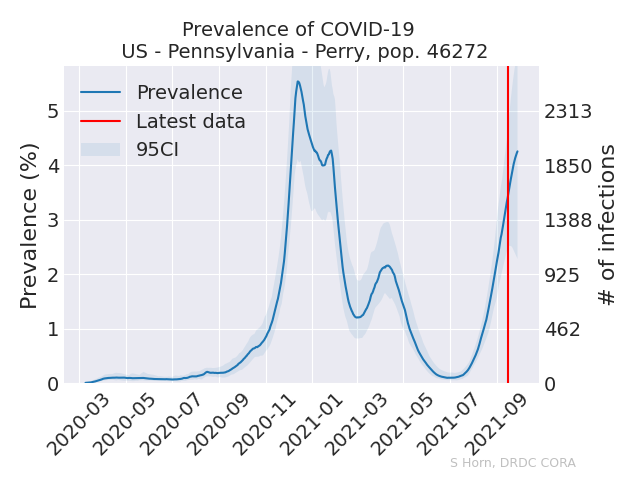 Prevalence of COVID-19
US - Pennsylvania - Perry, pop. 46272
Prevalence
Latest data
95CI
Prevalence (%)
5
4
3
2
1
0
2313
1850
1388
925
462
0
# of infections
2020-03
2020-05
2020-07
2020-09
2020-11
2021-01
2021-03
2021-05
2021-07
2021-09
S Horn, DRDC CORA